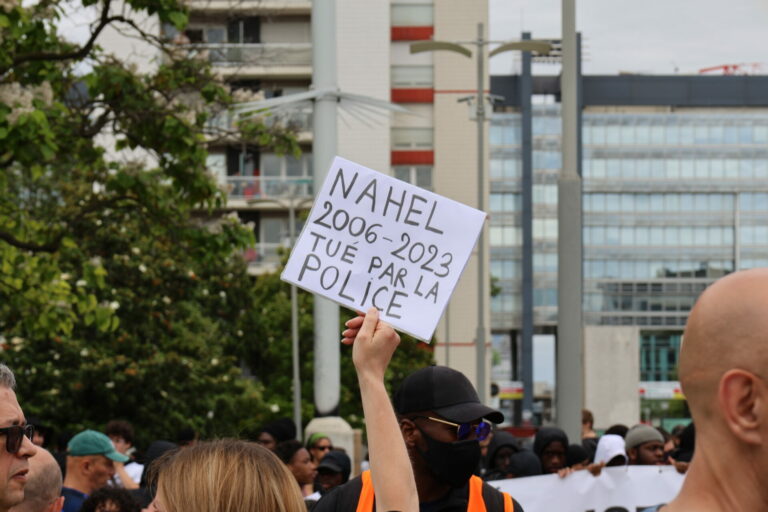 NAHEL
2006-2023
TUÉ PAR LA
POLICE